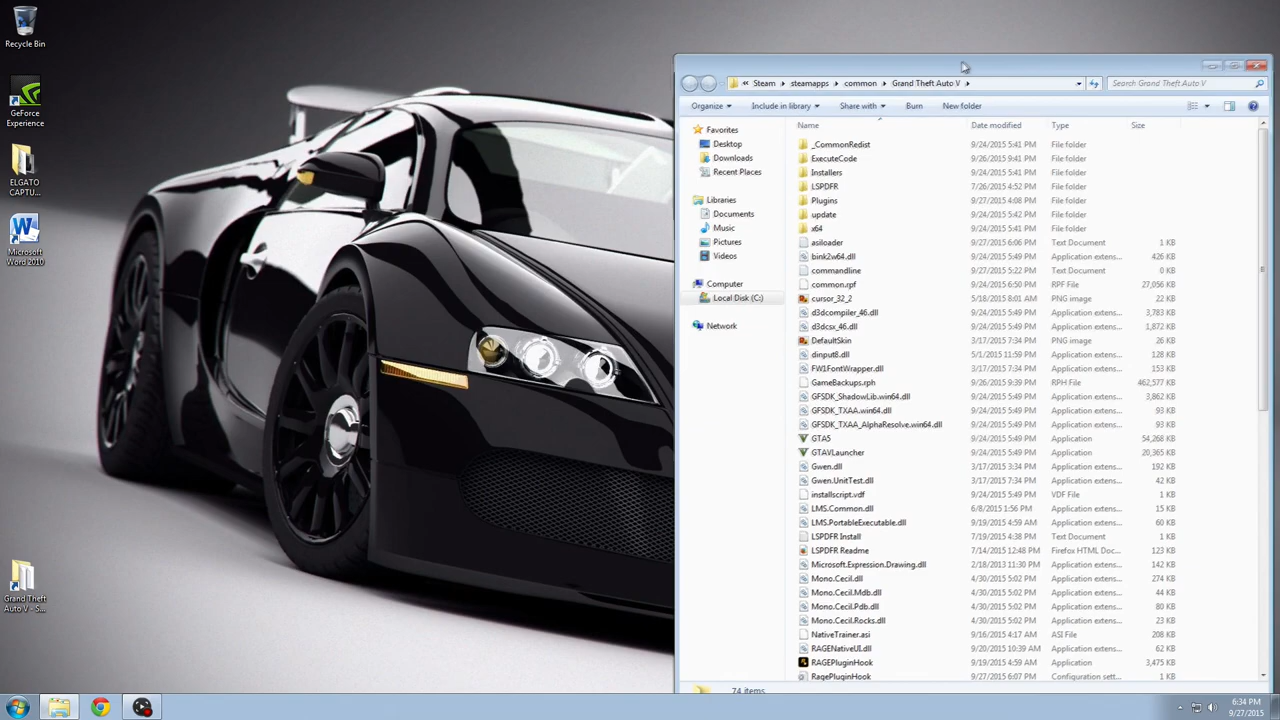 Recycle Bin
GeForce
Experience
ELGATO
CAPTU...
Microsoft
Word 2010
Grand Theft
Auto V - S...
« Steam ▸ steamapps ▸ common ▸ Grand Theft Auto V ▸
Search Grand Theft Auto V
Organize Include in library Share with Burn New folder
Favorites
Desktop
Downloads
Recent Places
Libraries
Documents
Music
Pictures
Videos
Computer
Local Disk (C:)
Network
Name Date modified Type Size
_CommonRedist 9/24/2015 5:41 PM File folder
ExecuteCode 9/24/2015 5:41 PM File folder
Installers 9/24/2015 5:41 PM File folder
LSPDFR 7/26/2015 4:52 PM File folder
Plugins 9/27/2015 4:08 PM File folder
update 9/24/2015 5:42 PM File folder
x64 9/24/2015 5:41 PM File folder
asiloader 9/27/2015 6:06 PM Text Document 1 KB
bink2w64.dll 9/24/2015 5:41 PM Application extens... 426 KB
commandline 9/27/2015 5:22 PM Text Document 0 KB
common.rpf 9/24/2015 6:50 PM RPF File 27,056 KB
cursor_32_2 5/18/2015 8:01 AM PNG image 22 KB
d3dcompiler_46.dll 9/24/2015 5:49 PM Application extens... 3,783 KB
d3dcsx_46.dll 9/24/2015 5:49 PM Application extens... 1,872 KB
DefaultSkin 3/17/2015 7:34 PM PNG image 26 KB
dinput8.dll 5/1/2015 11:59 PM Application extens... 128 KB
FW1FontWrapper.dll 3/17/2015 7:34 PM Application extens... 153 KB
GameBackups.rph 9/26/2015 9:39 PM RPH File 462,577 KB
GFSDK_ShadowLib.win64.dll 9/24/2015 5:49 PM Application extens... 3,862 KB
GFSDK_TXAA.win64.dll 9/24/2015 5:49 PM Application extens... 93 KB
GFSDK_TXAA_AlphaResolve.win64.dll 9/24/2015 5:49 PM Application extens... 93 KB
GTA5 9/24/2015 5:49 PM Application 54,268 KB
GTAVLauncher 9/24/2015 5:49 PM Application 20,365 KB
Gwen.dll 3/17/2015 7:34 PM Application extens... 192 KB
Gwen.UnitTest.dll 3/17/2015 7:34 PM Application extens... 42 KB
installscript.vdf 9/24/2015 5:49 PM VDF File 1 KB
LMS.Common.dll 6/8/2015 1:56 PM Application extens... 15 KB
LMS.PortableExecutable.dll 9/19/2015 4:59 AM Application extens... 60 KB
LSPDFR Install 7/19/2015 4:38 PM Text Document 1 KB
LSPDFR Readme 7/14/2015 12:48 PM Firefox HTML Doc... 123 KB
Microsoft.Expression.Drawing.dll 2/18/2013 11:30 PM Application extens... 142 KB
Mono.Cecil.dll 4/30/2015 5:02 PM Application extens... 274 KB
Mono.Cecil.Mdb.dll 4/30/2015 5:02 PM Application extens... 44 KB
Mono.Cecil.Pdb.dll 4/30/2015 5:02 PM Application extens... 80 KB
Mono.Cecil.Rocks.dll 4/30/2015 5:02 PM Application extens... 23 KB
NativeTrainer.asi 9/16/2015 4:17 AM ASI File 208 KB
RAGENativeUI.dll 9/20/2015 10:39 AM Application extens... 62 KB
RAGEPluginHook 9/19/2015 4:59 AM Application 3,475 KB
RagePluginHook 9/27/2015 6:07 PM Configuration sett... 1 KB
74 items
6:34 PM
9/27/2015